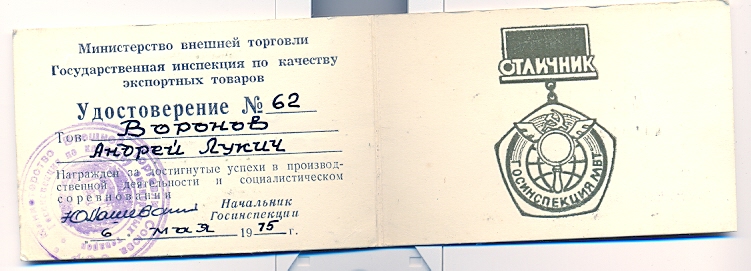 Министерство внешней торговли
Государственная инспекция по качеству
экспортных товаров
Удостоверение № 62
Тов. Воронов
Андрей Лукич
Награжден за достигнутые успехи в производ-
ственной деятельности и социалистическом
соревновании
Начальник
Госинспекции
6 мая 1975 г.
ОТЛИЧНИК
ГОСИНСПЕКЦИЯ МВТ